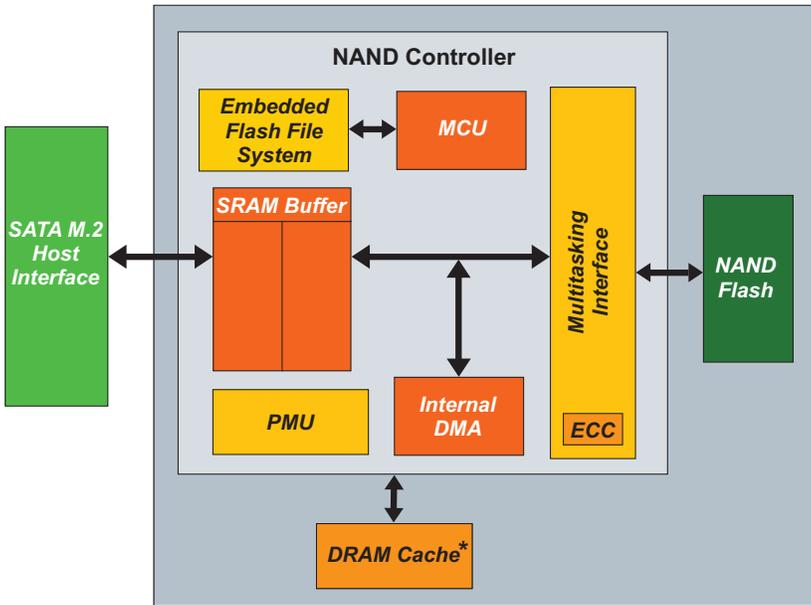 NAND Controller
Embedded
Flash File
System
MCU
SRAM Buffer
SATA M.2
Host
Interface
Multitasking
Interface
NAND
Flash
PMU
Internal
DMA
ECC
DRAM Cache*